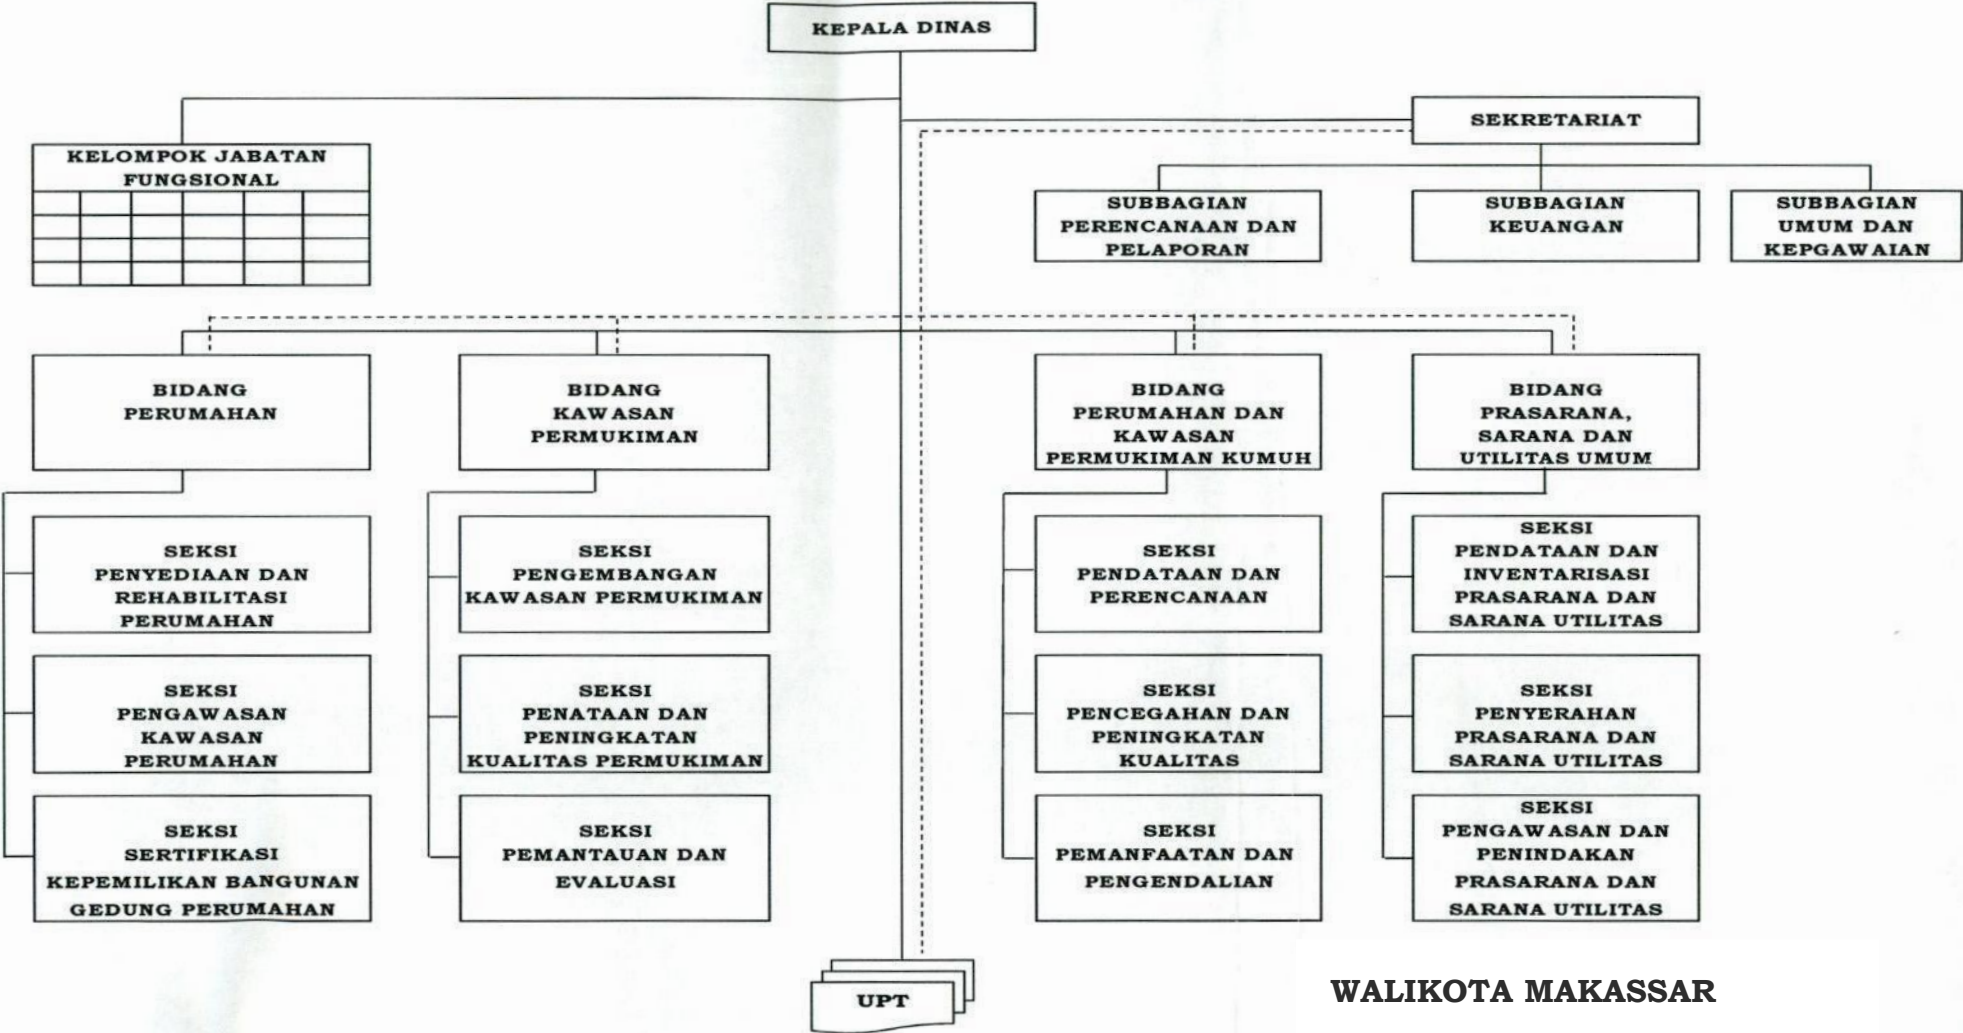 KEPALA DINAS
SEKRETARIAT
KELOMPOK JABATAN
FUNGSIONAL
SUBBAGIAN
PERENCANAAN DAN
PELAPORAN
SUBBAGIAN
KEUANGAN
SUBBAGIAN
UMUM DAN
KEPGAWAIAN
BIDANG
PERUMAHAN
BIDANG
KAWASAN
PERMUKIMAN
BIDANG
PERUMAHAN DAN
KAWASAN
PERMUKIMAN KUMUH
BIDANG
PRASARANA,
SARANA DAN
UTILITAS UMUM
SEKSI
PENYEDIAAN DAN
REHABILITASI
PERUMAHAN
SEKSI
PENGEMBANGAN
KAWASAN PERMUKIMAN
SEKSI
PENDATAAN DAN
PERENCANAAN
SEKSI
PENDATAAN DAN
INVENTARISASI
PRASARANA DAN
SARANA UTILITAS
SEKSI
PENGAWASAN
KAWASAN
PERUMAHAN
SEKSI
PENATAAN DAN
PENINGKATAN
KUALITAS PERMUKIMAN
SEKSI
PENCEGAHAN DAN
PENINGKATAN
KUALITAS
SEKSI
PENYERAHAN
PRASARANA DAN
SARANA UTILITAS
SEKSI
SERTIFIKASI
KEPEMILIKAN BANGUNAN
GEDUNG PERUMAHAN
SEKSI
PEMANTAUAN DAN
EVALUASI
SEKSI
PEMANFAATAN DAN
PENGENDALIAN
SEKSI
PENGAWASAN DAN
PENINDAKAN
PRASARANA DAN
SARANA UTILITAS
UPT
WALIKOTA MAKASSAR